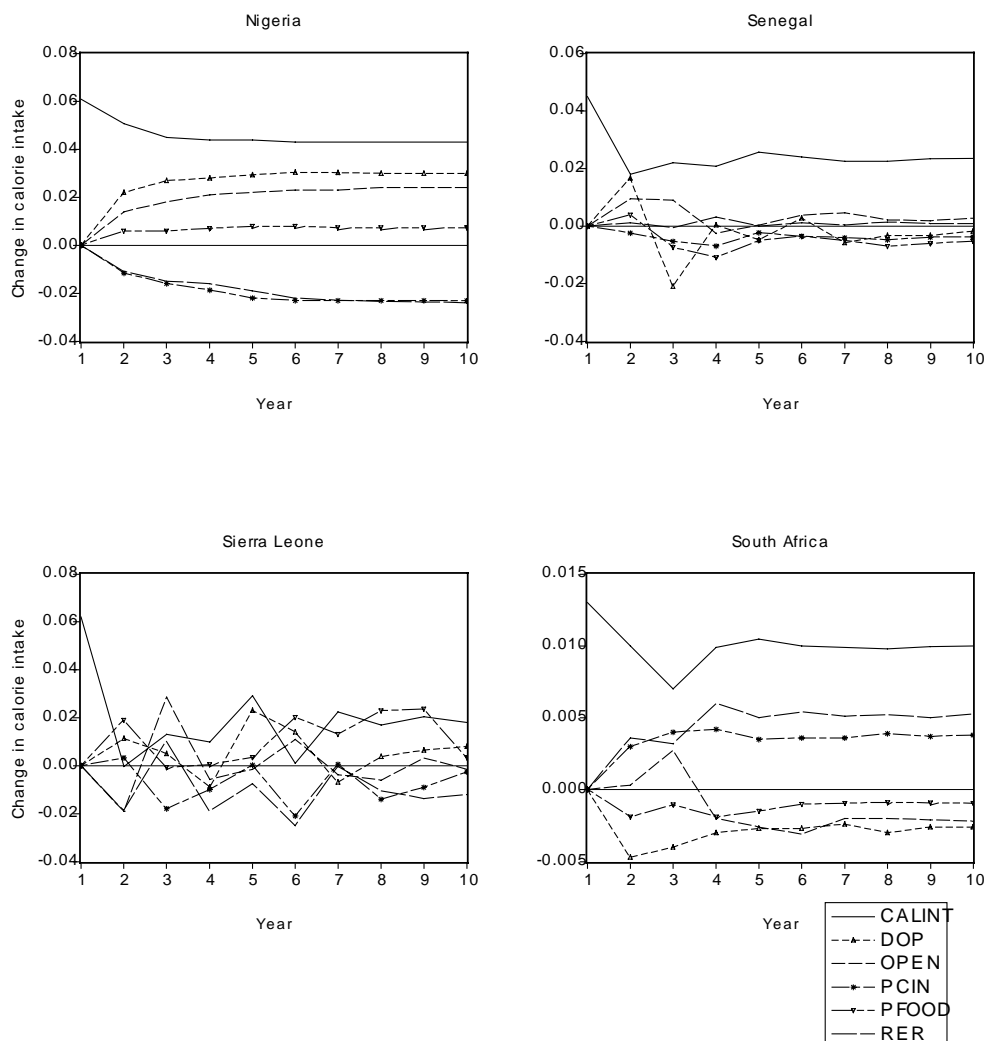 Nigeria
Change in calorie intake
0.08
0.06
0.04
0.02
0.00
-0.02
-0.04
1 2 3 4 5 6 7 8 9 10
Year
Senegal
0.06
0.04
0.02
0.00
-0.02
-0.04
1 2 3 4 5 6 7 8 9 10
Year
Sierra Leone
Change in calorie intake
0.08
0.06
0.04
0.02
0.00
-0.02
-0.04
1 2 3 4 5 6 7 8 9 10
Year
South Africa
0.015
0.010
0.005
0.000
-0.005
1 2 3 4 5 6 7 8 9 10
Year
CALINT
DOP
OPEN
PCIN
PFOOD
RER